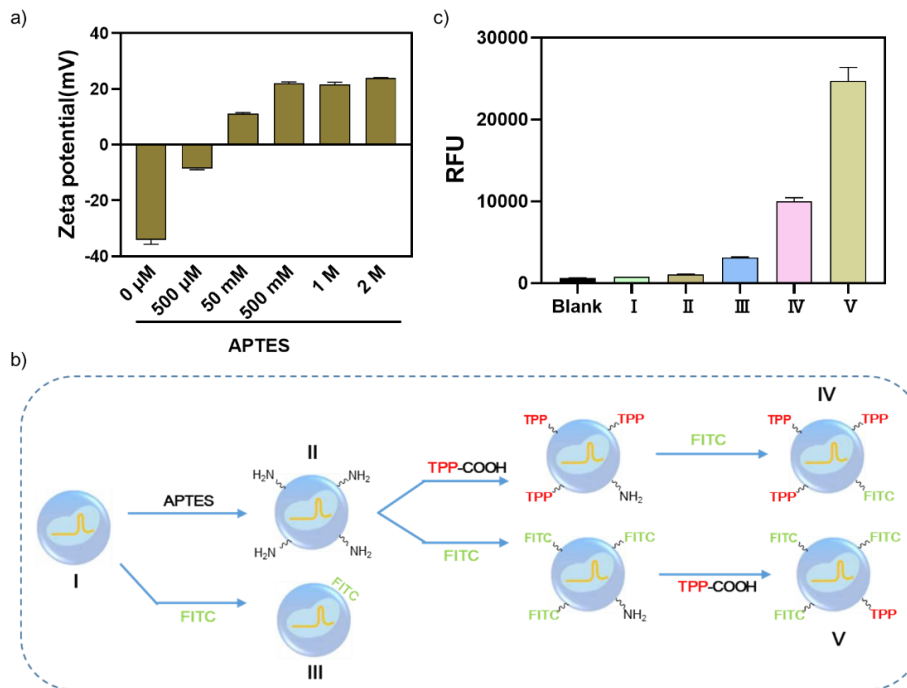 a)
Zeta potential(mV)
40
20
0
-20
-40
0 µM
500 µM
50 mM
500 mM
1 M
2 M
APTES
c)
RFU
30000
20000
10000
0
Blank
I
II
III
IV
V
b)
I
APTES
FITC
II
H₂N
NH₂
H₂N
NH₂
FITC
III
TPP-COOH
FITC
TPP
TPP
TPP
NH₂
FITC
IV
TPP
TPP
TPP
FITC
FITC
FITC
FITC
NH₂
TPP-COOH
FITC
FITC
FITC
TPP
V